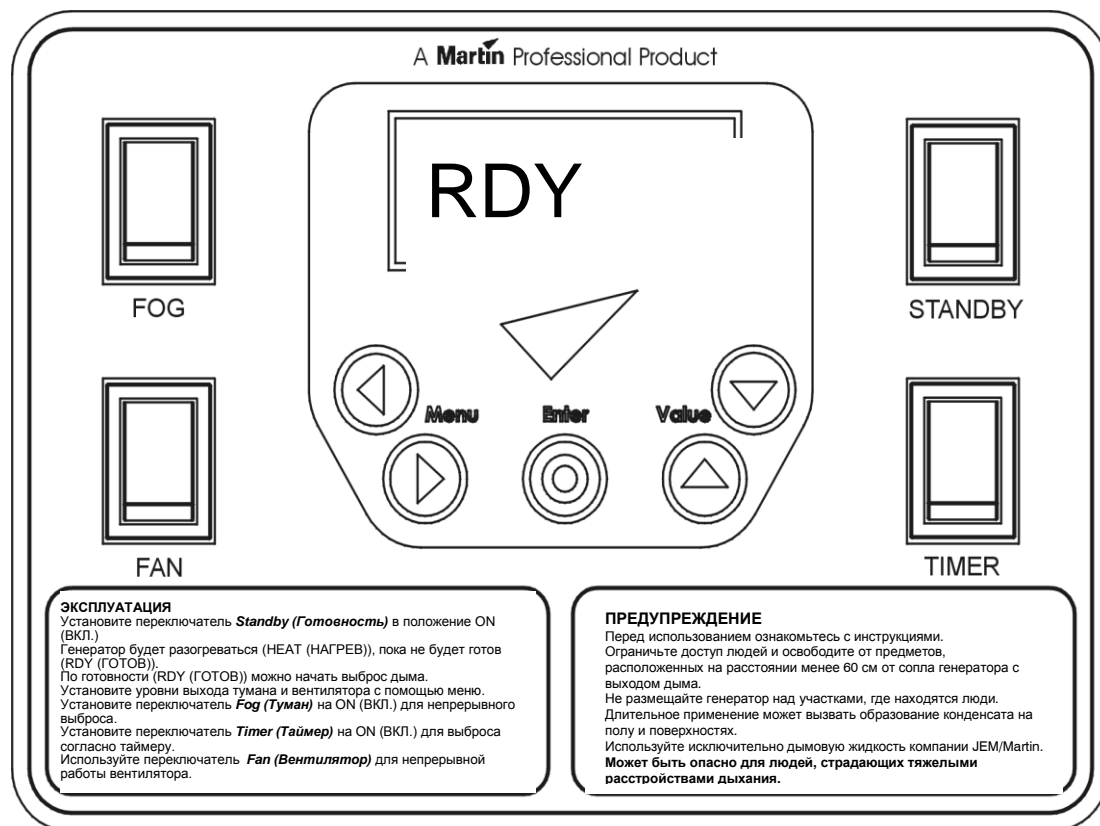 A Martin Professional Product
RDY
FOG
STANDBY
Menu
Enter
Value
FAN
TIMER
ЭКСПЛУАТАЦИЯ
Установите переключатель Standby (Готовность) в положение ON
(ВКЛ.)
Генератор будет разогреваться (HEAT (НАГРЕВ)), пока не будет готов
(RDY (ГОТОВ)).
По готовности (RDY (ГОТОВ)) можно начать выброс дыма.
Установите уровни выхода тумана и вентилятора с помощью меню.
Установите переключатель Fog (Туман) на ON (ВКЛ.) для непрерывного
выброса.
Установите переключатель Timer (Таймер) на ON (ВКЛ.) для выброса
согласно таймеру.
Используйте переключатель Fan (Вентилятор) для непрерывной
работы вентилятора.
ПРЕДУПРЕЖДЕНИЕ
Перед использованием ознакомьтесь с инструкциями.
Ограничьте доступ людей и освободите от предметов,
расположенных на расстоянии менее 60 см от сопла генератора с
выходом дыма.
Не размещайте генератор над участками, где находятся люди.
Длительное применение может вызвать образование конденсата на
полу и поверхностях.
Используйте исключительно дымовую жидкость компании JEM/Martin.
Может быть опасно для людей, страдающих тяжелыми
расстройствами дыхания.